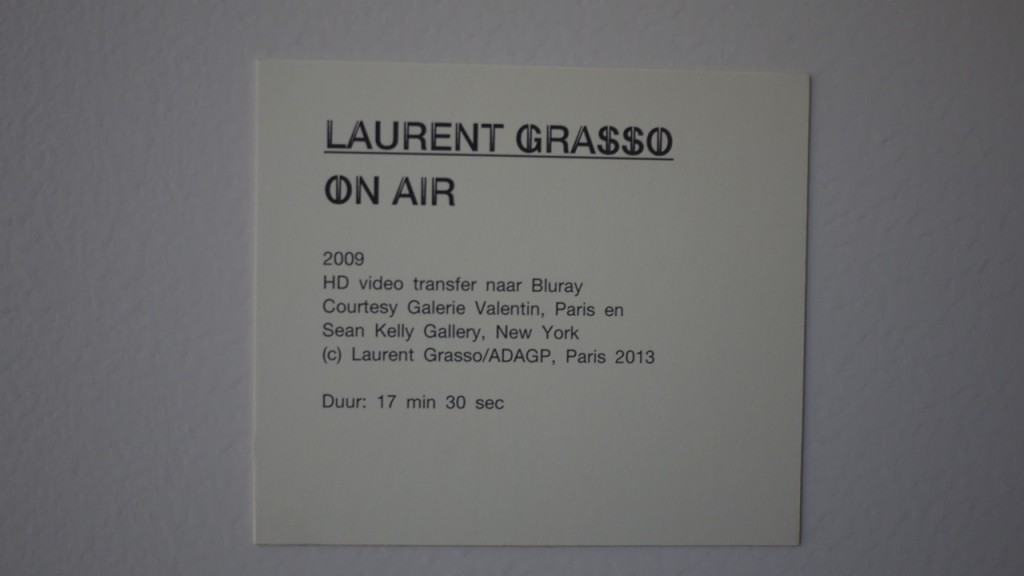 LAURENT GRASSO
ON AIR
2009
HD video transfer naar Bluray
Courtesy Galerie Valentin, Paris en
Sean Kelly Gallery, New York
(c) Laurent Grasso/ADAGP, Paris 2013
Duur: 17 min 30 sec